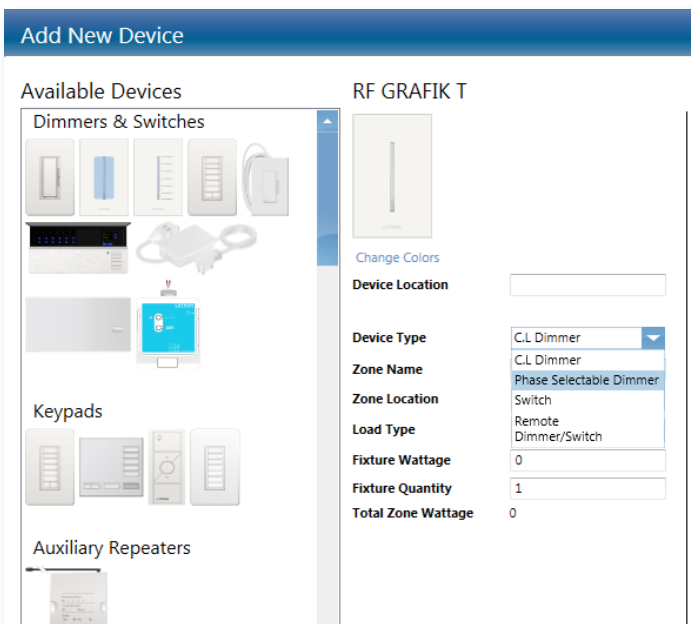 Add New Device
Available Devices
Dimmers & Switches
Keypads
Auxiliary Repeaters
RF GRAFIK T
Change Colors
Device Location
Device Type
C.L Dimmer
C.L Dimmer
Phase Selectable Dimmer
Switch
Remote
Dimmer/Switch
Zone Name
Zone Location
Load Type
Fixture Wattage
0
Fixture Quantity
1
Total Zone Wattage
0